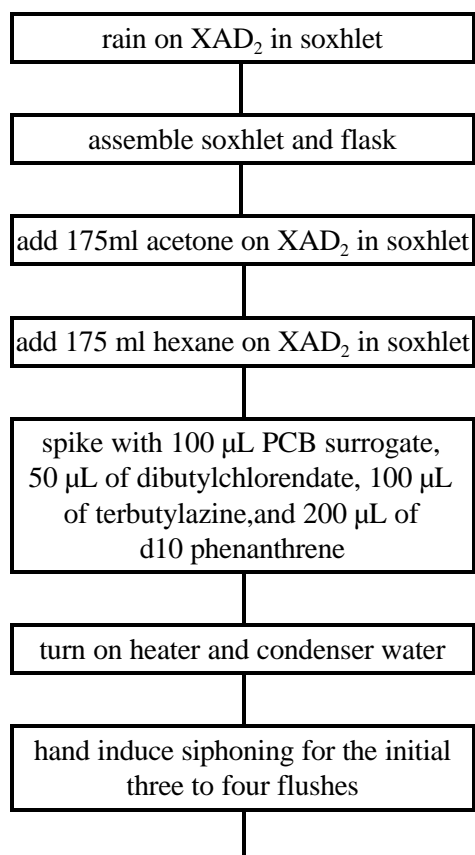 rain on XAD₂ in soxhlet
assemble soxhlet and flask
add 175ml acetone on XAD₂ in soxhlet
add 175 ml hexane on XAD₂ in soxhlet
spike with 100 µL PCB surrogate,
50 µL of dibutylchlorendate, 100 µL
of terbutylazine,and 200 µL of
d10 phenanthrene
turn on heater and condenser water
hand induce siphoning for the initial
three to four flushes